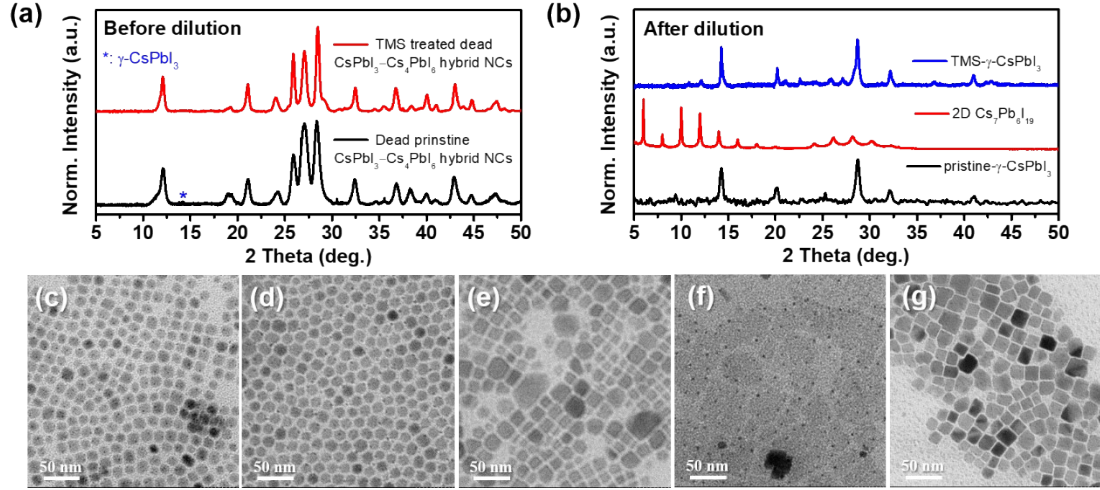 (a)
Before dilution
*: γ-CsPbI₃
TMS treated dead
CsPbI₃–Cs₄PbI₆ hybrid NCs
*
Dead prinstine
CsPbI₃–Cs₄PbI₆ hybrid NCs
Norm. Intensity (a.u.)
5 10 15 20 25 30 35 40 45 50
2 Theta (deg.)
(b)
After dilution
TMS-γ-CsPbI₃
2D Cs₇Pb₆I₁₉
pristine-γ-CsPbI₃
Norm. Intensity (a.u.)
5 10 15 20 25 30 35 40 45 50
2 Theta (deg.)
(c)
50 nm
(d)
50 nm
(e)
50 nm
(f)
50 nm
(g)
50 nm